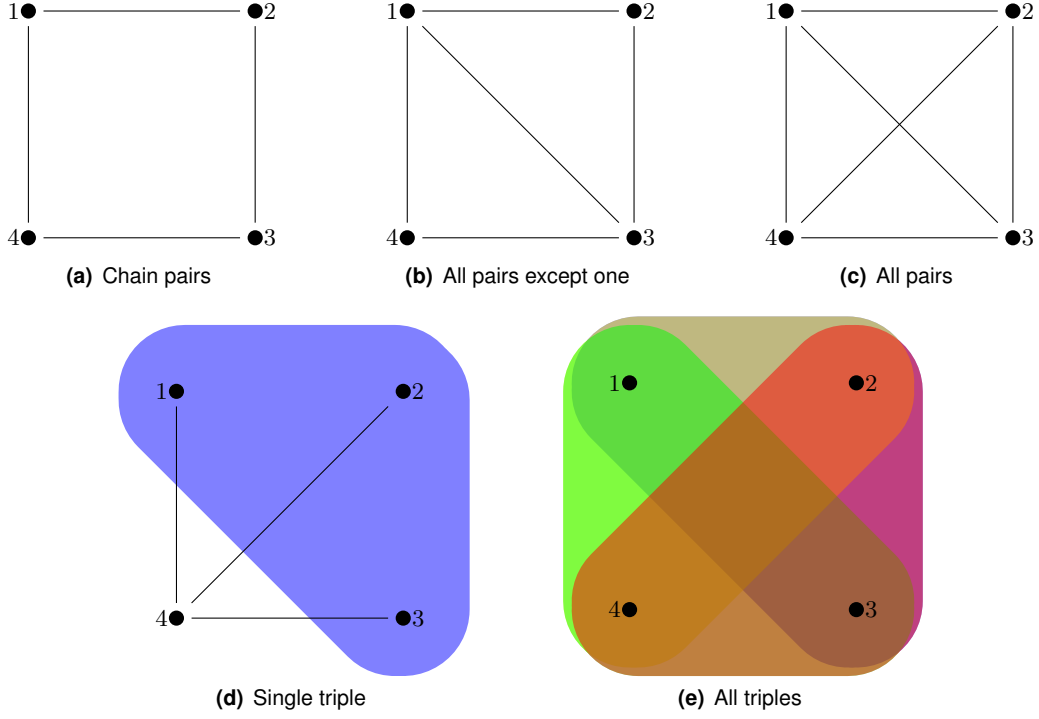 1 2 1 2 1 2
4 3 4 3 4 3
(a) Chain pairs (b) All pairs except one (c) All pairs
1 2 1 2
4 3 4 3
(d) Single triple (e) All triples